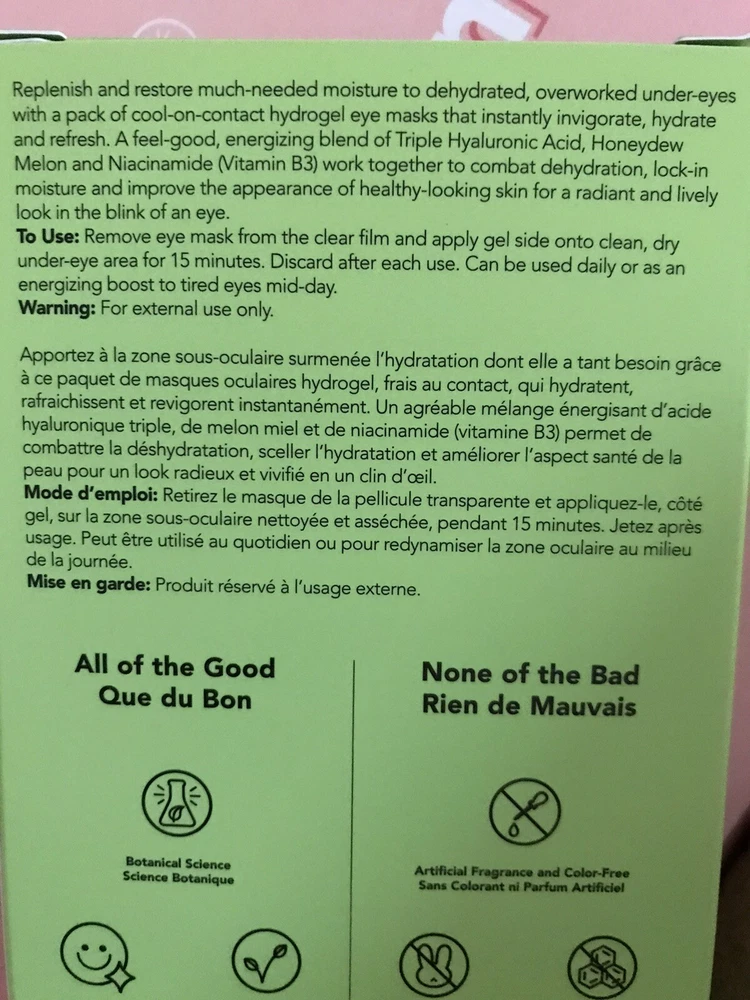 Replenish and restore much-needed moisture to dehydrated, overworked under-eyes
with a pack of cool-on-contact hydrogel eye masks that instantly invigorate, hydrate
and refresh. A feel-good, energizing blend of Triple Hyaluronic Acid, Honeydew
Melon and Niacinamide (Vitamin B3) work together to combat dehydration, lock-in
moisture and improve the appearance of healthy-looking skin for a radiant and lively
look in the blink of an eye.
To Use: Remove eye mask from the clear film and apply gel side onto clean, dry
under-eye area for 15 minutes. Discard after each use. Can be used daily or as an
energizing boost to tired eyes mid-day.
Warning: For external use only.
Apportez à la zone sous-oculaire surmenée l'hydratation dont elle a tant besoin grâce
à ce paquet de masques oculaires hydrogel, frais au contact, qui hydratent,
rafraichissent et revigorent instantanément. Un agréable mélange énergisant d'acide
hyaluronique triple, de melon miel et de niacinamide (vitamine B3) permet de
combattre la déshydratation, sceller l'hydratation et améliorer l'aspect santé de la
peau pour un look radieux et vivifié en un clin d'œil.
Mode d'emploi: Retirez le masque de la pellicule transparente et appliquez-le, côté
gel, sur la zone sous-oculaire nettoyée et asséchée, pendant 15 minutes. Jetez après
usage. Peut être utilisé au quotidien ou pour redynamiser la zone oculaire au milieu
de la journée.
Mise en garde: Produit réservé à l'usage externe.
All of the Good
Que du Bon
None of the Bad
Rien de Mauvais
Botanical Science
Science Botanique
Artificial Fragrance and Color-Free
Sans Colorant ni Parfum Artificiel